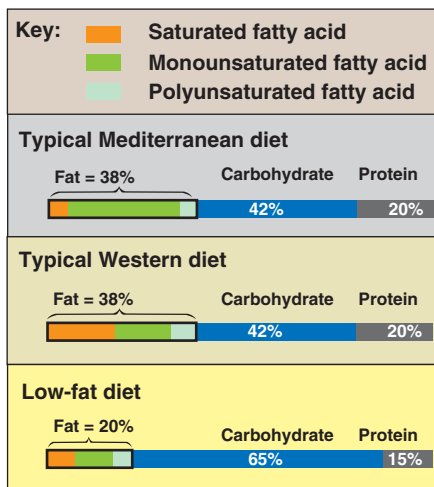 Key: Saturated fatty acid
Monounsaturated fatty acid
Polyunsaturated fatty acid
Typical Mediterranean diet
Fat = 38% Carbohydrate Protein
42% 20%
Typical Western diet
Fat = 38% Carbohydrate Protein
42% 20%
Low-fat diet
Fat = 20% Carbohydrate Protein
65% 15%